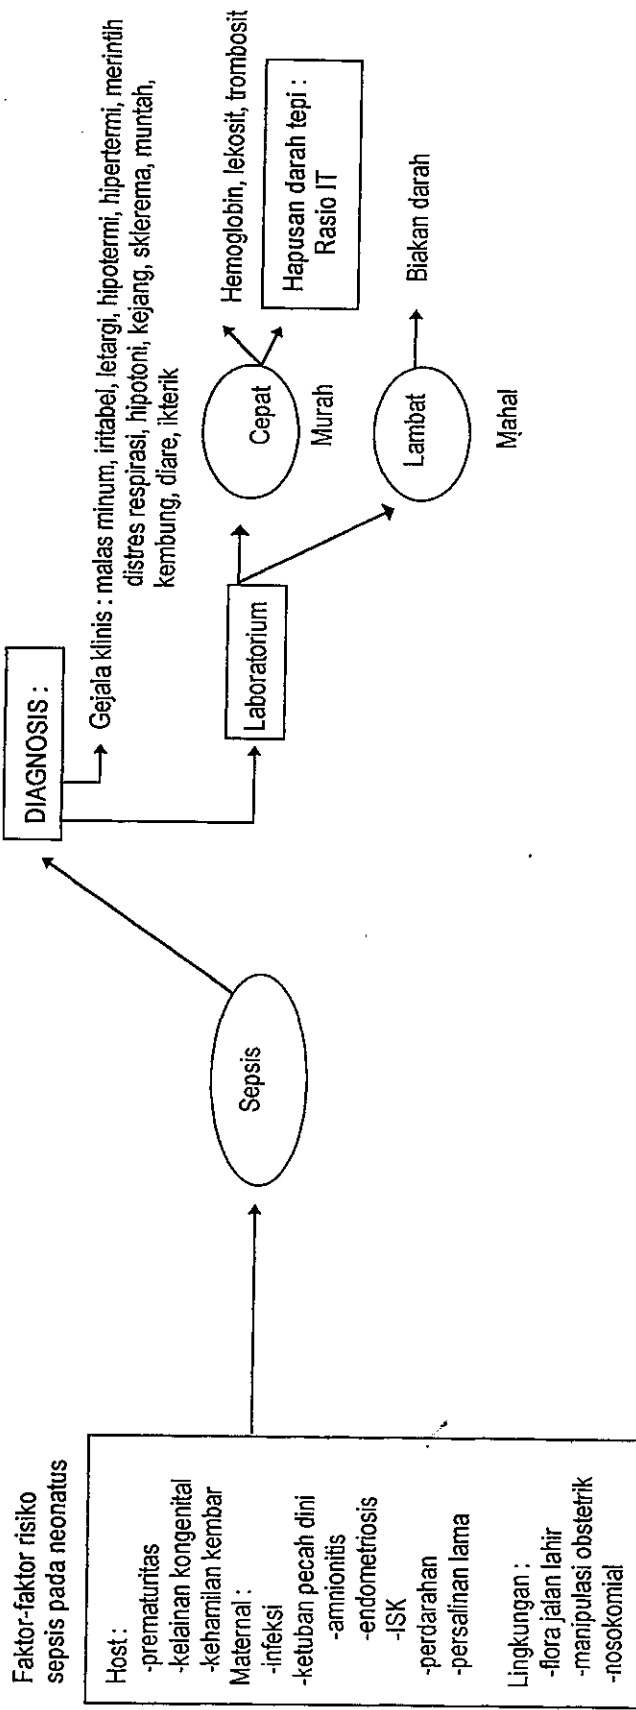 Faktor-faktor risiko
sepsis pada neonatus
Host :
-prematuritas
-kelainan kongenital
-kehamilan kembar
Maternal :
-infeksi
-ketuban pecah dini
-amnionitis
-endometriosis
-ISK
-perdarahan
-persalinan lama
Lingkungan :
-flora jalan lahir
-manipulasi obstetrik
-nosokomial
Sepsis
DIAGNOSIS :
Gejala klinis : malas minum, iritabel, letargi, hipotermi, hipertermi, merintih
distres respirasi, hipotoni, kejang, sklerema, muntah,
kembung, diare, ikterik
Laboratorium
Cepat
Murah
Hemoglobin, lekosit, trombosit
Hapusan darah tepi :
Rasio IT
Lambat
Mahal
Biakan darah